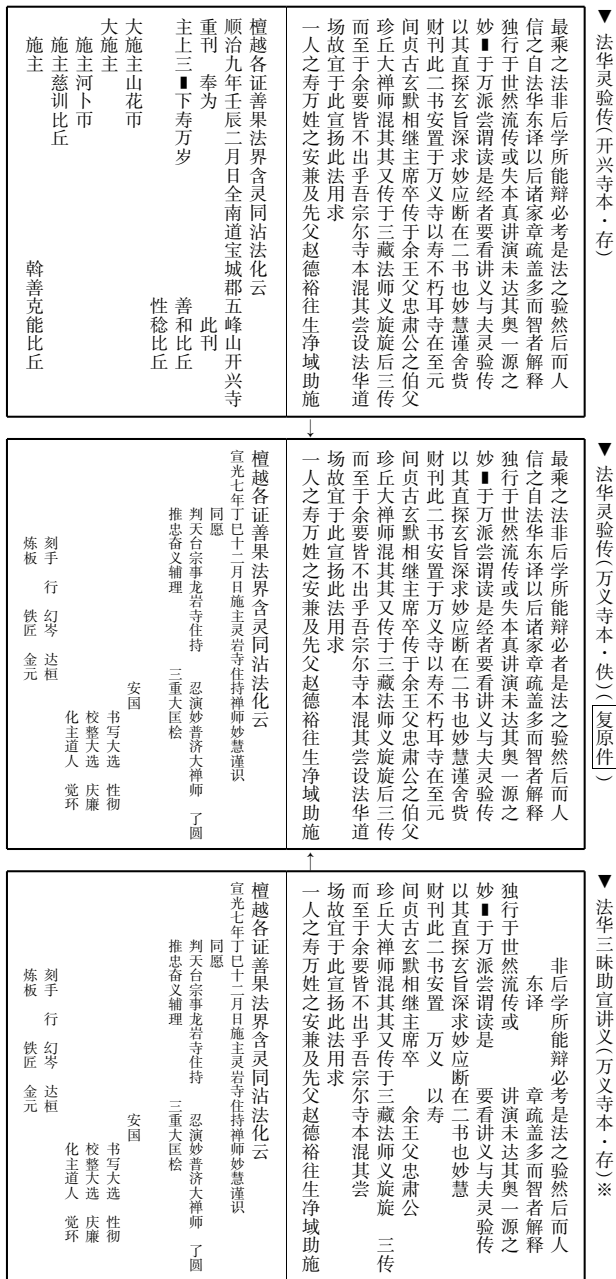 ▼ 法华灵验传(开兴寺本・存)
最乘之法非后学所能辩必考是法之验然后而人
信之自法华东译以后诸家章疏盖多而智者解释
独行于世然流传或失本真讲演未达其奥一源之
妙▮于万派尝谓读是经者要看讲义与夫灵验传
以其直探玄旨深求妙应断在二书也妙慧谨舍赀
财刊此二书安置于万义寺以寿不朽耳寺在至元
间贞古玄默相继主席卒传于余王父忠肃公之伯父
珍丘大禅师混其其又传于三藏法师义旋旋后三传
而至于余要皆不出乎吾宗尔寺本混其尝设法华道
场故宜于此宣扬此法用求
一人之寿万姓之安兼及先父赵德裕往生净域助施
檀越各证善果法界含灵同沾法化云
顺治九年壬辰二月日全南道宝城郡五峰山开兴寺
重刊 奉为 此刊
主上三▮下寿万岁 善和比丘
性稔比丘
大施主山花帀
大施主
施主河卜帀
施主慈训比丘
施主 斡善克能比丘
↓
▼ 法华灵验传(万义寺本・佚)(复原件)
最乘之法非后学所能辩必者是法之验然后而人
信之自法华东译以后诸家章疏盖多而智者解释
独行于世然流传或失本真讲演未达其奥一源之
妙▮于万派尝谓读是经者要看讲义与夫灵验传
以其直探玄旨深求妙应断在二书也妙慧谨舍赀
财刊此二书安置于万义寺以寿不朽耳寺在至元
间贞古玄默相继主席卒传于余王父忠肃公之伯父
珍丘大禅师混其其又传于三藏法师义旋旋后三传
而至于余要皆不出乎吾宗尔寺本混其尝设法华道
场故宜于此宣扬此法用求
一人之寿万姓之安兼及先父赵德裕往生净域助施
檀越各证善果法界含灵同沾法化云
宣光七年丁巳十二月日施主灵岩寺住持禅师妙慧谨识
同愿
判天台宗事龙岩寺住持 忍演妙普济大禅师 了圆
推忠奋义辅理 三重大匡桧
安国
书写大选 性彻
校整大选 庆廉
化主道人 觉环
刻手 行 幻岑 达桓
炼板 铁匠 金元
↑
▼ 法华三昧助宣讲义(万义寺本・存)※
非后学所能辩必考是法之验然后而人
东译 章疏盖多而智者解释
独行于世然流传或 讲演未达其奥一源之
妙▮于万派尝谓读是 要看讲义与夫灵验传
以其直探玄旨深求妙应断在二书也妙慧
财刊此二书安置 万义 以寿
间贞古玄默相继主席卒 余王父忠肃公
珍丘大禅师混其其又传于三藏法师义旋旋 三传
而至于余要皆不出乎吾宗尔寺本混其尝
场故宜于此宣扬此法用求
一人之寿万姓之安兼及先父赵德裕往生净域助施
檀越各证善果法界含灵同沾法化云
宣光七年丁巳十二月日施主灵岩寺住持禅师妙慧谨识
同愿
判天台宗事龙岩寺住持 忍演妙普济大禅师 了圆
推忠奋义辅理 三重大匡桧
安国
书写大选 性彻
校整大选 庆廉
化主道人 觉环
刻手 行 幻岑 达桓
炼板 铁匠 金元